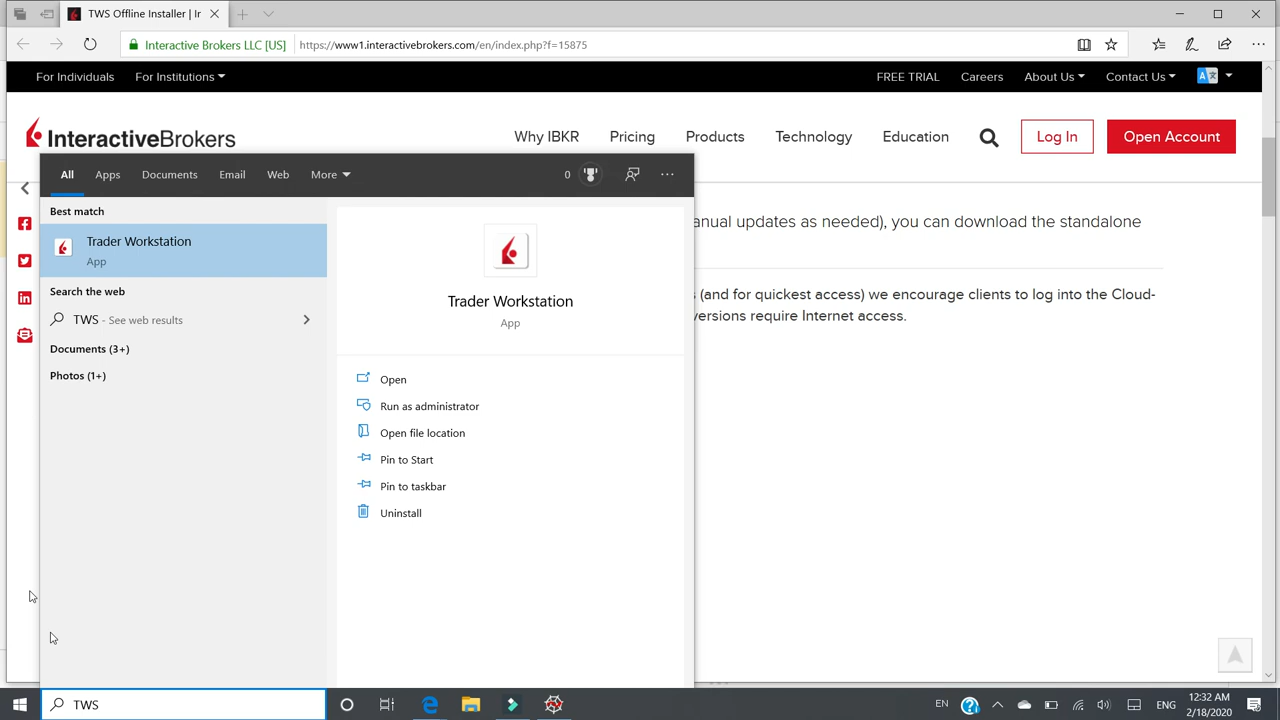 TWS Offline Installer | Ir
Interactive Brokers LLC [US]
https://www1.interactivebrokers.com/en/index.php?f=15875
For Individuals
For Institutions
FREE TRIAL
Careers
About Us
Contact Us
InteractiveBrokers
Why IBKR
Pricing
Products
Technology
Education
Log In
Open Account
All
Apps
Documents
Email
Web
More
0
Best match
Trader Workstation
App
Search the web
TWS - See web results
Documents (3+)
Photos (1+)
Trader Workstation
App
Open
Run as administrator
Open file location
Pin to Start
Pin to taskbar
Uninstall
anual updates as needed), you can download the standalone
s (and for quickest access) we encourage clients to log into the Cloud-
versions require Internet access.
TWS
EN
ENG
12:32 AM
2/18/2020